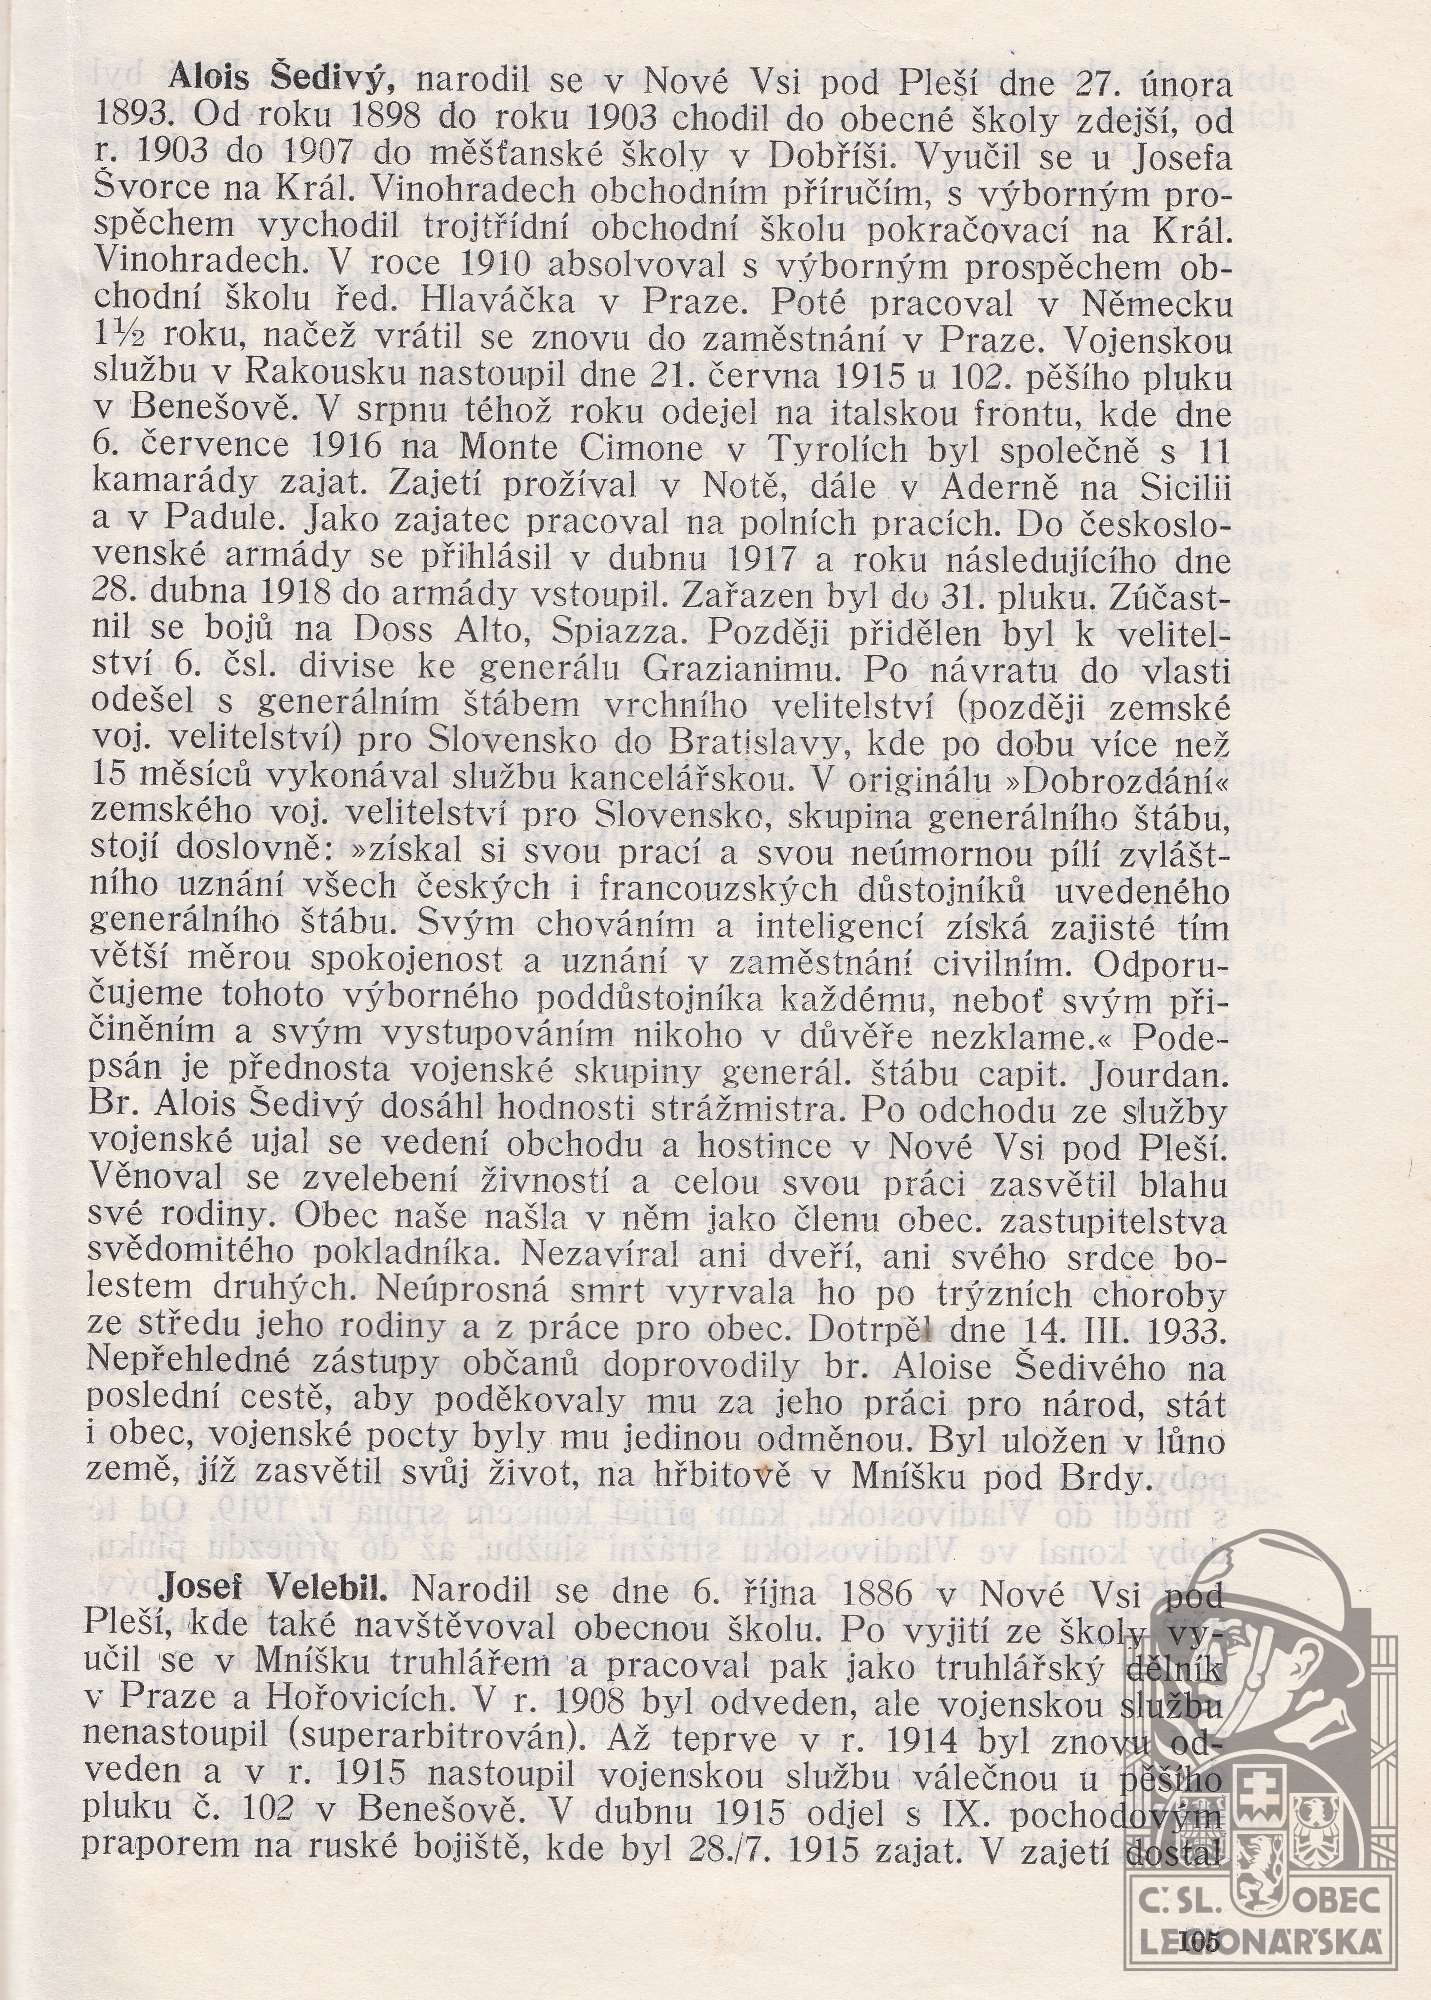 Alois Šedivý, narodil se v Nové Vsi pod Pleší dne 27. února
1893. Od roku 1898 do roku 1903 chodil do obecné školy zdejší, od
r. 1903 do 1907 do měšťanské školy v Dobříši. Vyučil se u Josefa
Švorce na Král. Vinohradech obchodním příručím, s výborným pro-
spěchem vychodil trojtřídní obchodní školu pokračovací na Král.
Vinohradech. V roce 1910 absolvoval s výborným prospěchem ob-
chodní školu řed. Hlaváčka v Praze. Poté pracoval v Německu
1½ roku, načež vrátil se znovu do zaměstnání v Praze. Vojenskou
službu v Rakousku nastoupil dne 21. června 1915 u 102. pěšího pluku
v Benešově. V srpnu téhož roku odejel na italskou frontu, kde dne
6. července 1916 na Monte Cimone v Tyrolích byl společně s 11
kamarády zajat. Zajetí prožíval v Notě, dále v Aderně na Sicilii
a v Padule. Jako zajatec pracoval na polních pracích. Do českoslo-
venské armády se přihlásil v dubnu 1917 a roku následujícího dne
28. dubna 1918 do armády vstoupil. Zařazen byl do 31. pluku. Zúčast-
nil se bojů na Doss Alto, Spiazza. Později přidělen byl k velitel-
ství 6. čsl. divise ke generálu Grazianimu. Po návratu do vlasti
odešel s generálním štábem vrchního velitelství (později zemské
voj. velitelství) pro Slovensko do Bratislavy, kde po dobu více než
15 měsíců vykonával službu kancelářskou. V originálu »Dobrozdání«
zemského voj. velitelství pro Slovensko, skupina generálního štábu,
stojí doslovně: »získal si svou prací a svou neúmornou pílí zvlášt-
ního uznání všech českých i francouzských důstojníků uvedeného
generálního štábu. Svým chováním a inteligencí získá zajisté tím
větší měrou spokojenost a uznání v zaměstnání civilním. Odporu-
čujeme tohoto výborného poddůstojníka každému, neboť svým při-
činěním a svým vystupováním nikoho v důvěře nezklame.« Pode-
psán je přednosta vojenské skupiny generál. štábu capit. Jourdan.
Br. Alois Šedivý dosáhl hodnosti strážmistra. Po odchodu ze služby
vojenské ujal se vedení obchodu a hostince v Nové Vsi pod Pleší.
Věnoval se zvelebení živností a celou svou práci zasvětil blahu
své rodiny. Obec naše našla v něm jako členu obec. zastupitelstva
svědomitého pokladníka. Nezavíral ani dveří, ani svého srdce bo-
lestem druhých. Neúprosná smrt vyrvala ho po trýzních choroby
ze středu jeho rodiny a z práce pro obec. Dotrpěl dne 14. III. 1933.
Nepřehledné zástupy občanů doprovodily br. Aloise Šedivého na
poslední cestě, aby poděkovaly mu za jeho práci pro národ, stát
i obec, vojenské pocty byly mu jedinou odměnou. Byl uložen v lůno
země, jíž zasvětil svůj život, na hřbitově v Mníšku pod Brdy.
Josef Velebil. Narodil se dne 6. října 1886 v Nové Vsi pod
Pleší, kde také navštěvoval obecnou školu. Po vyjití ze školy vy-
učil se v Mníšku truhlářem a pracoval pak jako truhlářský dělník
v Praze a Hořovicích. V r. 1908 byl odveden, ale vojenskou službu
nenastoupil (superarbitrován). Až teprve v r. 1914 byl znovu od-
veden a v r. 1915 nastoupil vojenskou službu válečnou u pěšího
pluku č. 102 v Benešově. V dubnu 1915 odjel s IX. pochodovým
praporem na ruské bojiště, kde byl 28./7. 1915 zajat. V zajetí dostal
Č.SL. OBEC
LEGIONÁŘSKÁ
105